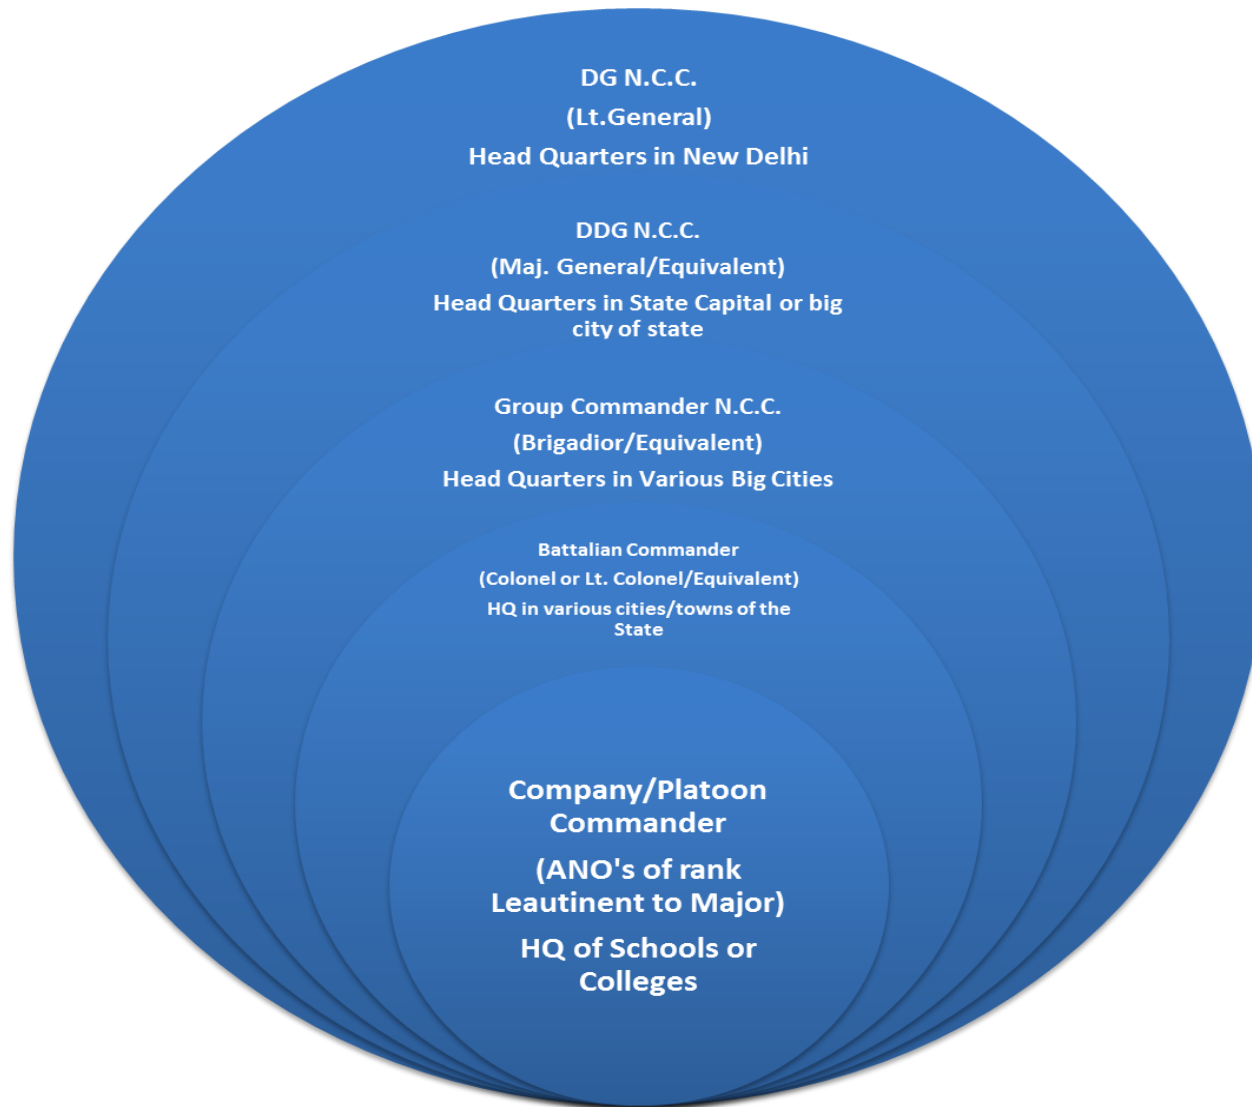 DG N.C.C.
(Lt.General)
Head Quarters in New Delhi
DDG N.C.C.
(Maj. General/Equivalent)
Head Quarters in State Capital or big
city of state
Group Commander N.C.C.
(Brigadior/Equivalent)
Head Quarters in Various Big Cities
Battalian Commander
(Colonel or Lt. Colonel/Equivalent)
HQ in various cities/towns of the
State
Company/Platoon
Commander
(ANO's of rank
Leautinent to Major)
HQ of Schools or
Colleges